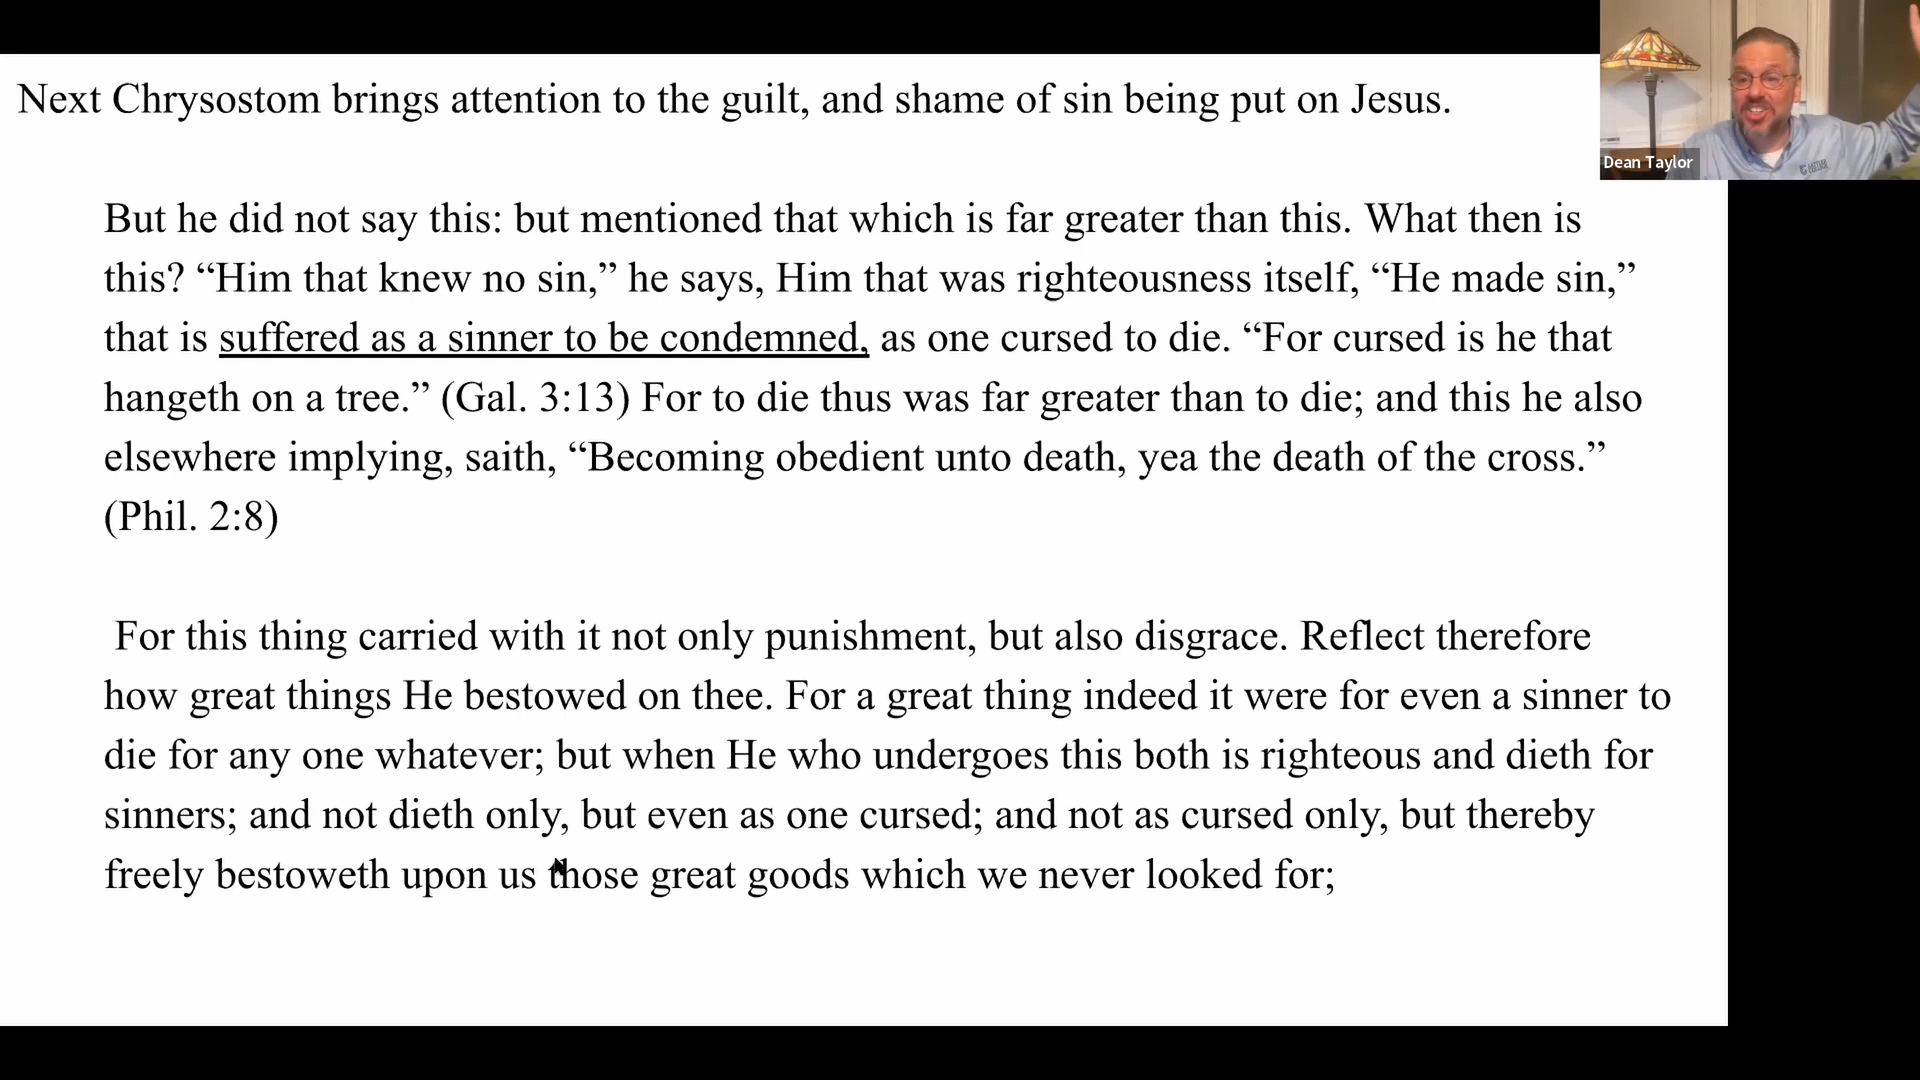 Next Chrysostom brings attention to the guilt, and shame of sin being put on Jesus.
Dean Taylor
But he did not say this: but mentioned that which is far greater than this. What then is
this? “Him that knew no sin,” he says, Him that was righteousness itself, “He made sin,”
that is suffered as a sinner to be condemned, as one cursed to die. “For cursed is he that
hangeth on a tree.” (Gal. 3:13) For to die thus was far greater than to die; and this he also
elsewhere implying, saith, “Becoming obedient unto death, yea the death of the cross.”
(Phil. 2:8)
For this thing carried with it not only punishment, but also disgrace. Reflect therefore
how great things He bestowed on thee. For a great thing indeed it were for even a sinner to
die for any one whatever; but when He who undergoes this both is righteous and dieth for
sinners; and not dieth only, but even as one cursed; and not as cursed only, but thereby
freely bestoweth upon us those great goods which we never looked for;